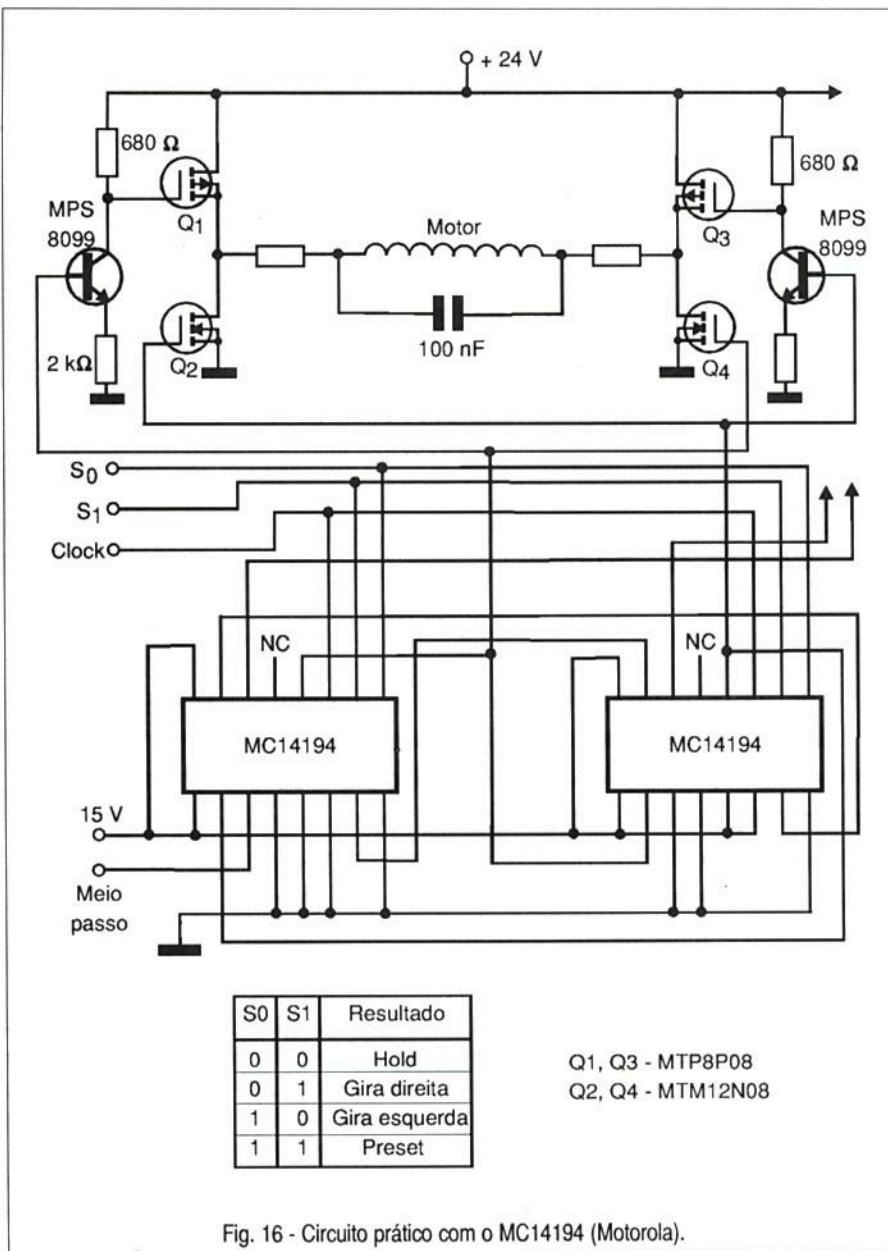 + 24 V
680 Ω
680 Ω
MPS
8099
Q1
Motor
Q3
MPS
8099
2 kΩ
Q2
100 nF
Q4
S0
S1
Clock
NC
NC
MC14194
MC14194
15 V
Meio
passo
S0 S1 Resultado
0 0 Hold
0 1 Gira direita
1 0 Gira esquerda
1 1 Preset
Q1, Q3 - MTP8P08
Q2, Q4 - MTM12N08
Fig. 16 - Circuito prático com o MC14194 (Motorola).